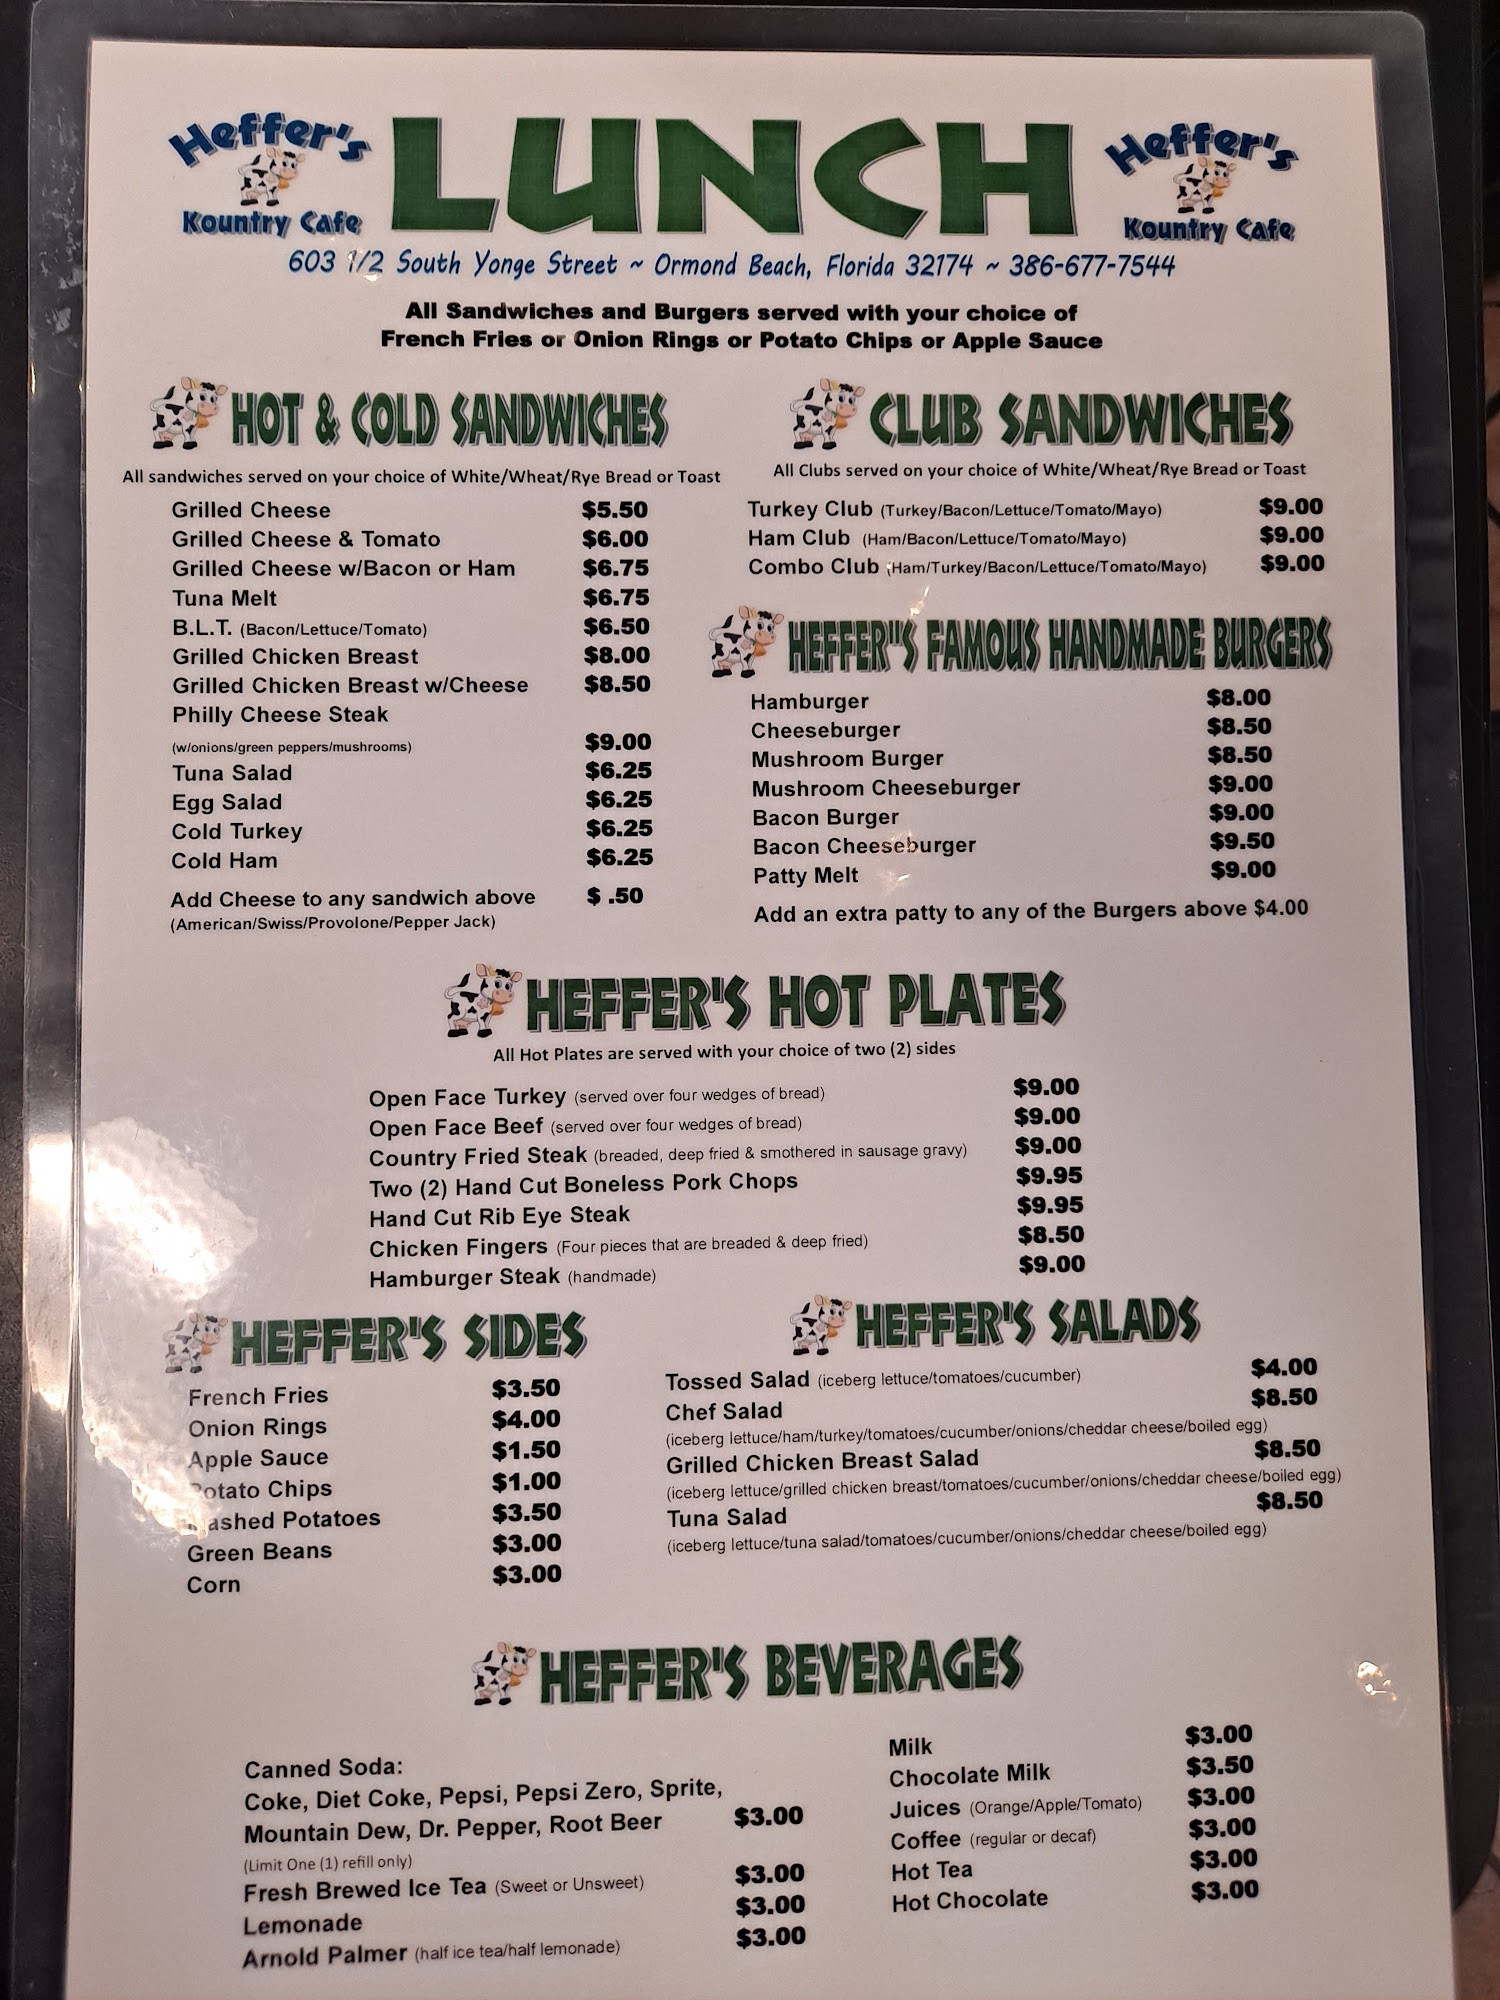 Heffer's
Kountry Cafe
LUNCH
Heffer's
Kountry Cafe
603 1/2 South Yonge Street ~ Ormond Beach, Florida 32174 ~ 386-677-7544
All Sandwiches and Burgers served with your choice of
French Fries or Onion Rings or Potato Chips or Apple Sauce
HOT & COLD SANDWICHES
All sandwiches served on your choice of White/Wheat/Rye Bread or Toast
Grilled Cheese $5.50
Grilled Cheese & Tomato $6.00
Grilled Cheese w/Bacon or Ham $6.75
Tuna Melt $6.75
B.L.T. (Bacon/Lettuce/Tomato) $6.50
Grilled Chicken Breast $8.00
Grilled Chicken Breast w/Cheese $8.50
Philly Cheese Steak
(w/onions/green peppers/mushrooms) $9.00
Tuna Salad $6.25
Egg Salad $6.25
Cold Turkey $6.25
Cold Ham $6.25
Add Cheese to any sandwich above $ .50
(American/Swiss/Provolone/Pepper Jack)
CLUB SANDWICHES
All Clubs served on your choice of White/Wheat/Rye Bread or Toast
Turkey Club (Turkey/Bacon/Lettuce/Tomato/Mayo) $9.00
Ham Club (Ham/Bacon/Lettuce/Tomato/Mayo) $9.00
Combo Club (Ham/Turkey/Bacon/Lettuce/Tomato/Mayo) $9.00
HEFFER"S FAMOUS HANDMADE BURGERS
Hamburger $8.00
Cheeseburger $8.50
Mushroom Burger $8.50
Mushroom Cheeseburger $9.00
Bacon Burger $9.00
Bacon Cheeseburger $9.50
Patty Melt $9.00
Add an extra patty to any of the Burgers above $4.00
HEFFER'S HOT PLATES
All Hot Plates are served with your choice of two (2) sides
Open Face Turkey (served over four wedges of bread) $9.00
Open Face Beef (served over four wedges of bread) $9.00
Country Fried Steak (breaded, deep fried & smothered in sausage gravy) $9.00
Two (2) Hand Cut Boneless Pork Chops $9.95
Hand Cut Rib Eye Steak $9.95
Chicken Fingers (Four pieces that are breaded & deep fried) $8.50
Hamburger Steak (handmade) $9.00
HEFFER'S SIDES
French Fries $3.50
Onion Rings $4.00
Apple Sauce $1.50
Potato Chips $1.00
Mashed Potatoes $3.50
Green Beans $3.00
Corn $3.00
HEFFER'S SALADS
Tossed Salad (iceberg lettuce/tomatoes/cucumber) $4.00
Chef Salad $8.50
(iceberg lettuce/ham/turkey/tomatoes/cucumber/onions/cheddar cheese/boiled egg)
Grilled Chicken Breast Salad $8.50
(iceberg lettuce/grilled chicken breast/tomatoes/cucumber/onions/cheddar cheese/boiled egg)
Tuna Salad $8.50
(iceberg lettuce/tuna salad/tomatoes/cucumber/onions/cheddar cheese/boiled egg)
HEFFER'S BEVERAGES
Canned Soda:
Coke, Diet Coke, Pepsi, Pepsi Zero, Sprite,
Mountain Dew, Dr. Pepper, Root Beer $3.00
(Limit One (1) refill only)
Fresh Brewed Ice Tea (Sweet or Unsweet) $3.00
Lemonade $3.00
Arnold Palmer (half ice tea/half lemonade) $3.00
Milk $3.00
Chocolate Milk $3.50
Juices (Orange/Apple/Tomato) $3.00
Coffee (regular or decaf) $3.00
Hot Tea $3.00
Hot Chocolate $3.00